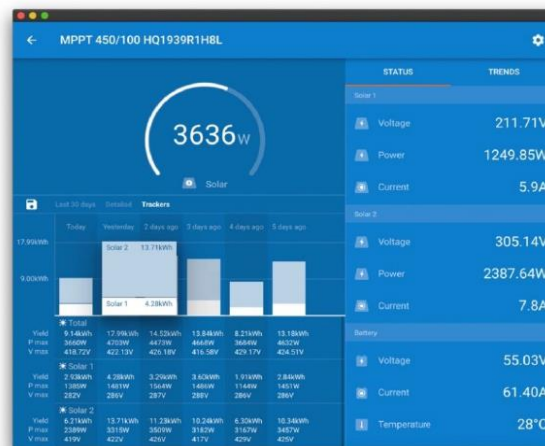 MPPT 450/100 HQ1939R1H8L
3636W
Solar
Last 30 days Detailed Trackers
Today Yesterday 2 days ago 3 days ago 4 days ago 5 days ago
17.99kWh
Solar 2 13.71kWh
9.00kWh
Solar 1 4.28kWh
Total
Yield 9.14kWh 17.99kWh 14.52kWh 13.84kWh 8.21kWh 13.18kWh
P max 3660W 4703W 4473W 4668W 3684W 4632W
V max 418.72V 422.13V 426.18V 416.58V 429.17V 424.51V
Solar 1
Yield 2.93kWh 4.28kWh 3.29kWh 3.60kWh 1.91kWh 2.84kWh
P max 1385W 1481W 1564W 1486W 1144W 1451W
V max 282V 286V 287V 288V 286V 286V
Solar 2
Yield 6.21kWh 13.71kWh 11.23kWh 10.24kWh 6.30kWh 10.34kWh
P max 2389W 3318W 3509W 3182W 3167W 3457W
V max 419V 422V 426V 417V 429V 425V
STATUS TRENDS
Solar 1
Voltage 211.71V
Power 1249.85W
Current 5.9A
Solar 2
Voltage 305.14V
Power 2387.64W
Current 7.8A
Battery
Voltage 55.03V
Current 61.40A
Temperature 28°C